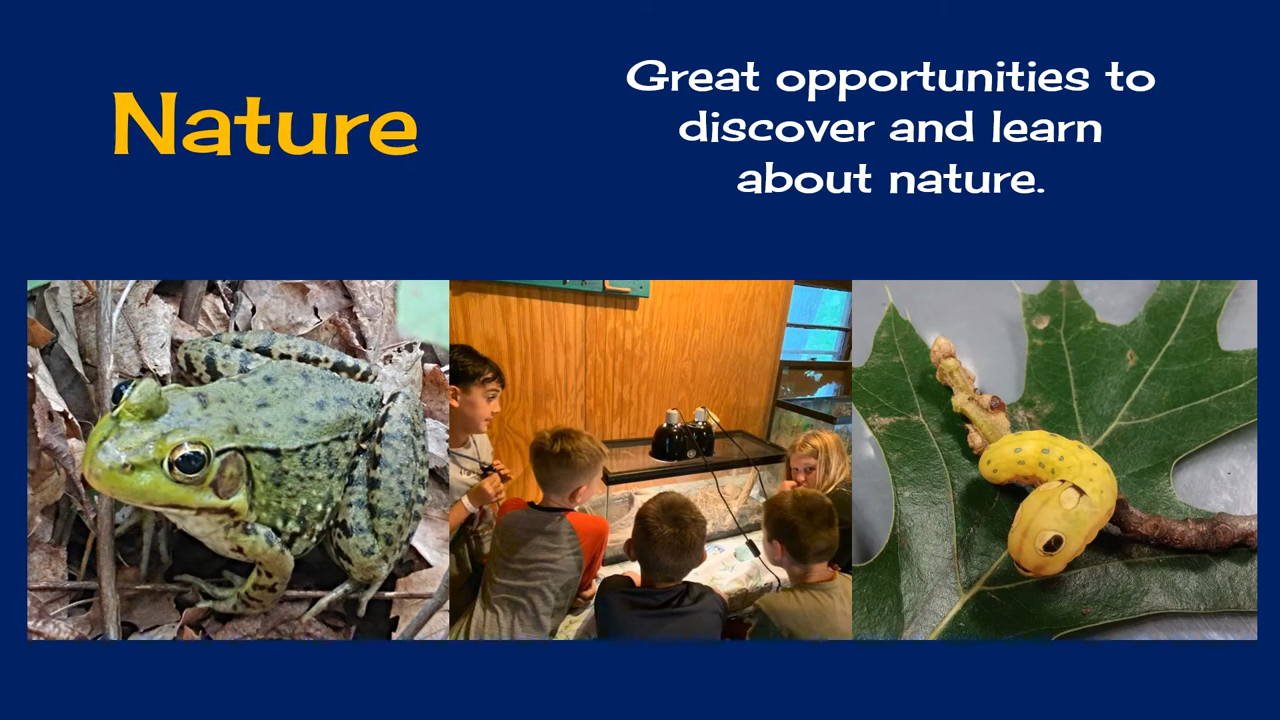 Nature
Great opportunities to
discover and learn
about nature.